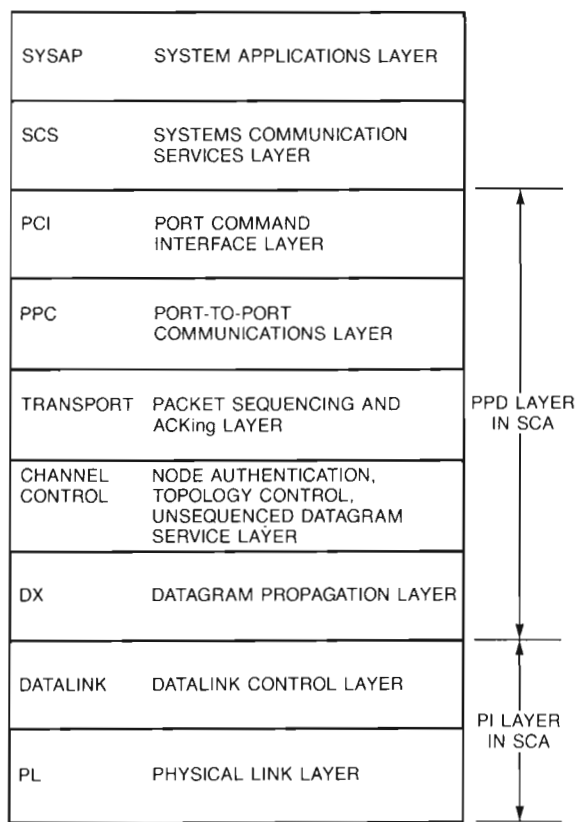 SYSAP SYSTEM APPLICATIONS LAYER
SCS SYSTEMS COMMUNICATION
SERVICES LAYER
PCI PORT COMMAND
INTERFACE LAYER
PPC PORT-TO-PORT
COMMUNICATIONS LAYER
TRANSPORT PACKET SEQUENCING AND
ACKing LAYER
CHANNEL NODE AUTHENTICATION,
CONTROL TOPOLOGY CONTROL,
UNSEQUENCED DATAGRAM
SERVICE LAYER
DX DATAGRAM PROPAGATION LAYER
DATALINK DATALINK CONTROL LAYER
PL PHYSICAL LINK LAYER
PPD LAYER
IN SCA
PI LAYER
IN SCA